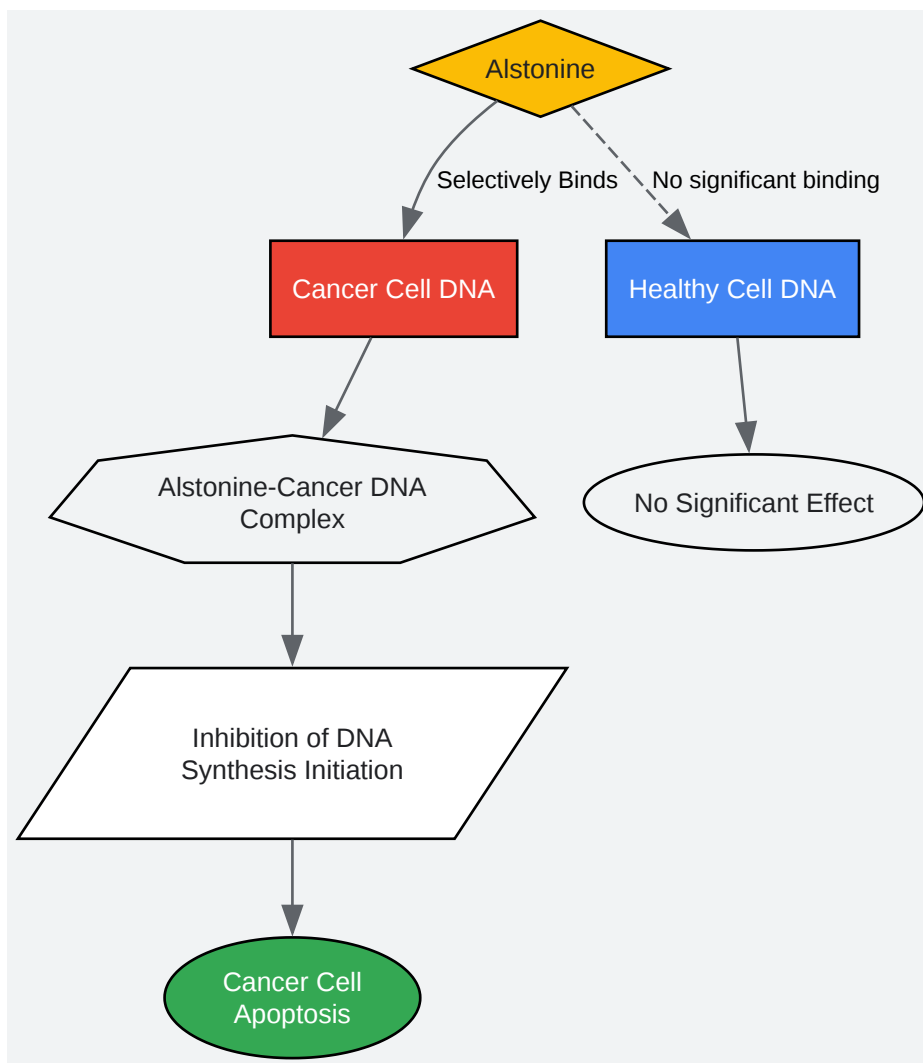 Alstonine
Selectively Binds
No significant binding
Cancer Cell DNA
Healthy Cell DNA
Alstonine-Cancer DNA
Complex
No Significant Effect
Inhibition of DNA
Synthesis Initiation
Cancer Cell
Apoptosis